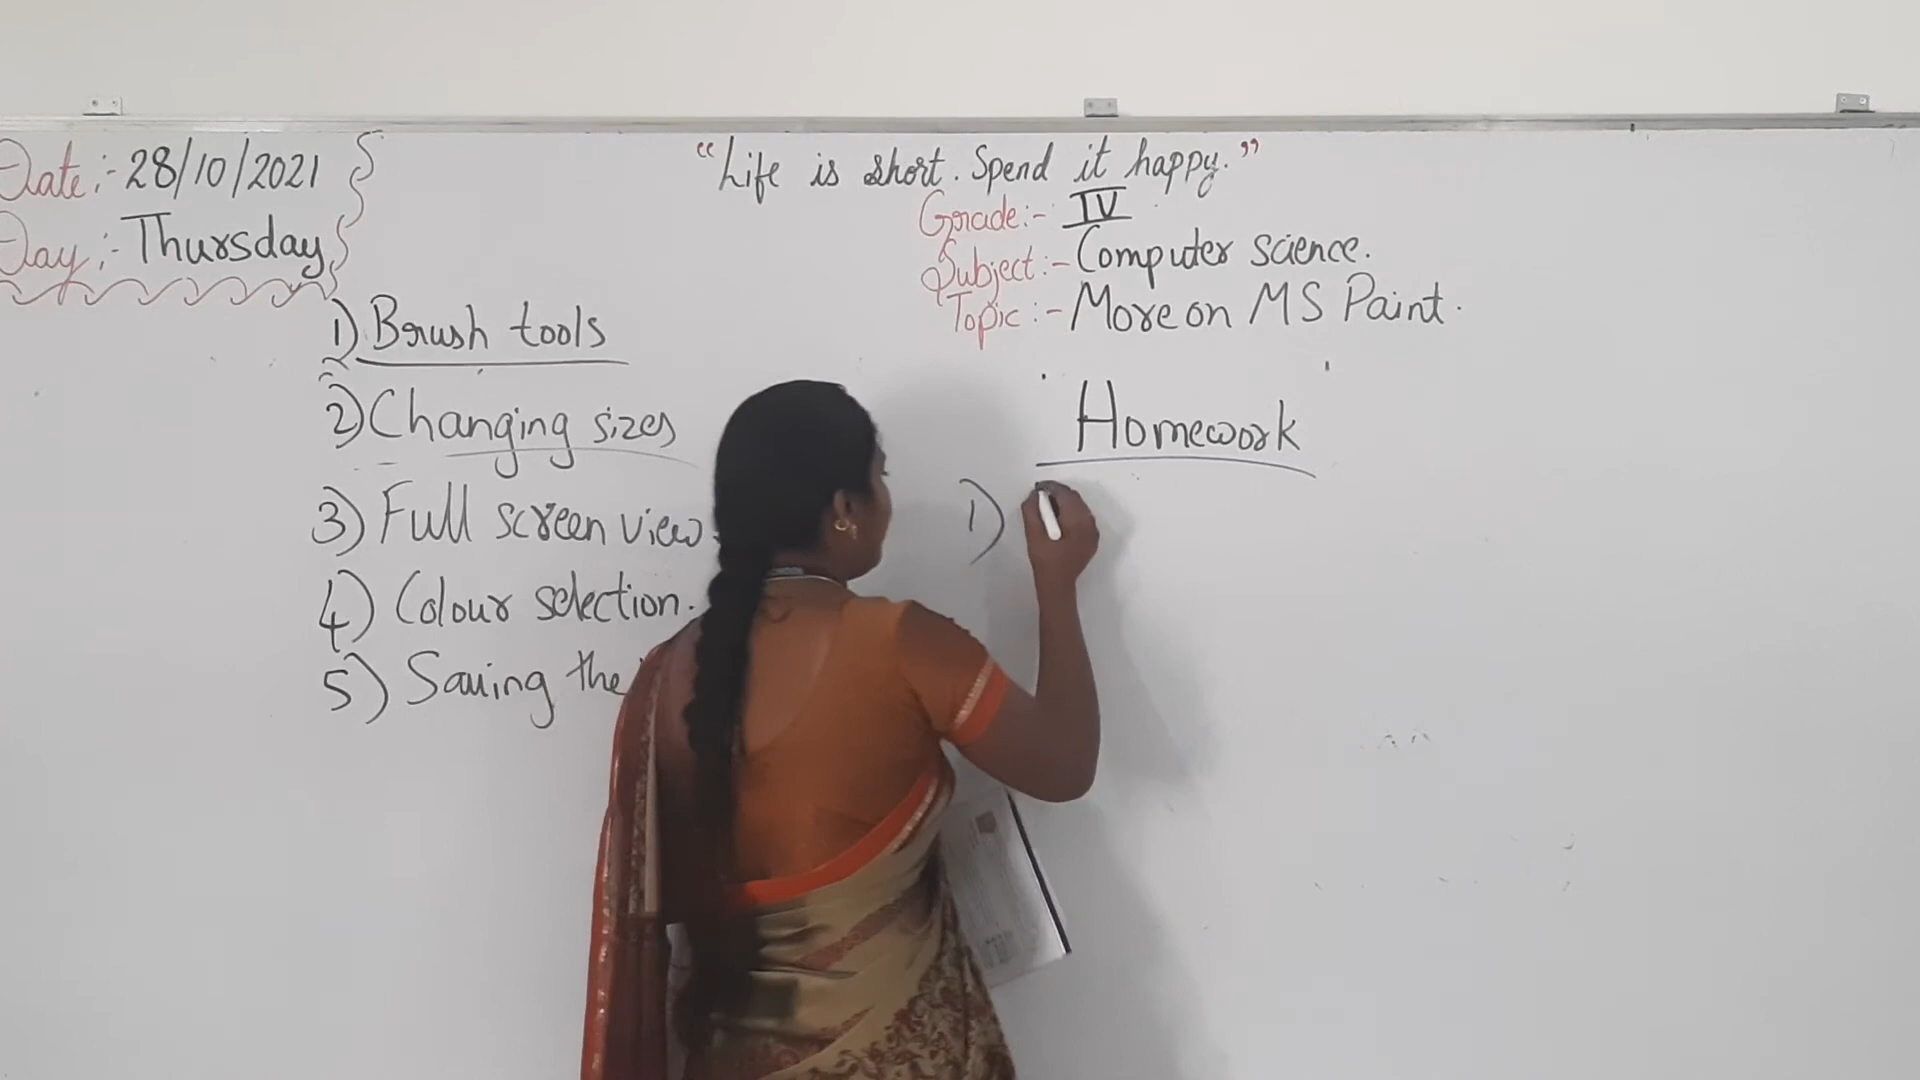 Date:- 28/10/2021
Day:- Thursday
"Life is short. Spend it happy."
Grade:- IV
Subject:- Computer science.
Topic:- More on MS Paint.
1) Brush tools
2) Changing sizes
3) Full screen view.
4) Colour selection.
5) Saving the
Homework
1)